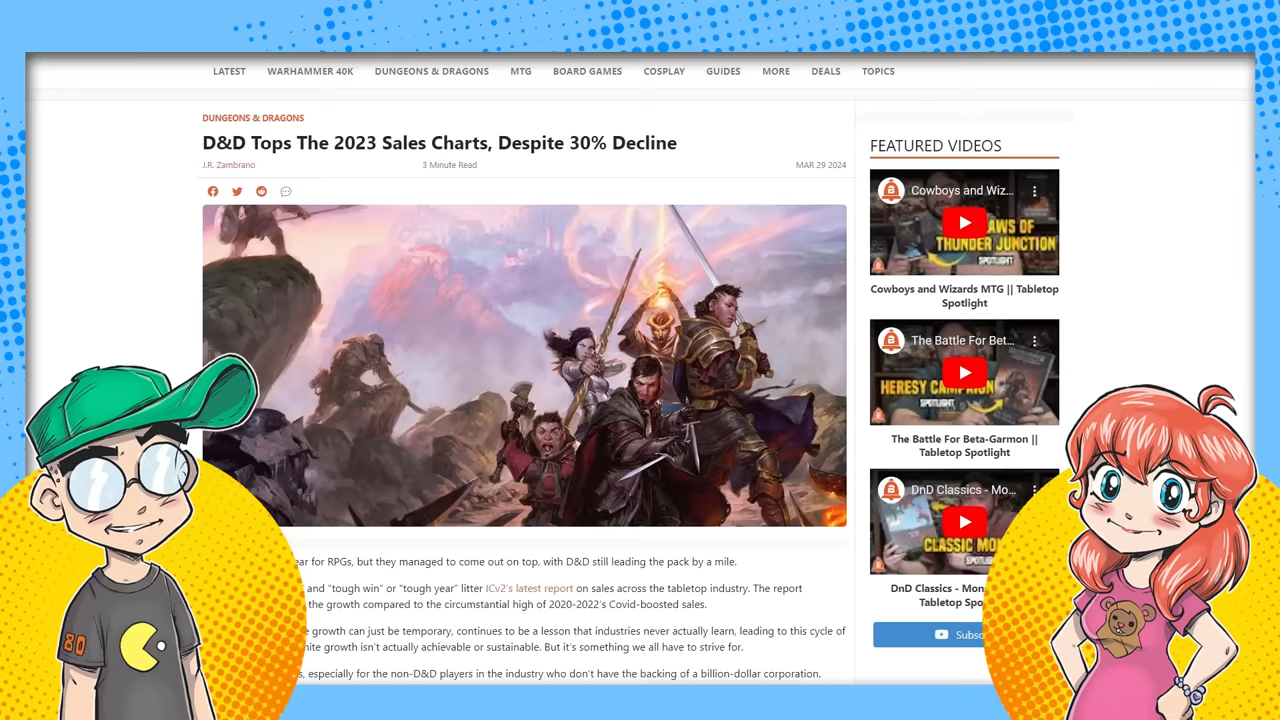 LATEST WARHAMMER 40K DUNGEONS & DRAGONS MTG BOARD GAMES COSPLAY GUIDES MORE DEALS TOPICS
DUNGEONS & DRAGONS
D&D Tops The 2023 Sales Charts, Despite 30% Decline
J.R. Zambrano 3 Minute Read MAR 29 2024
ear for RPGs, but they managed to come out on top, with D&D still leading the pack by a mile.
and “tough win” or “tough year” litter ICv2’s latest report on sales across the tabletop industry. The report
the growth compared to the circumstantial high of 2020-2022’s Covid-boosted sales.
growth can just be temporary, continues to be a lesson that industries never actually learn, leading to this cycle of
nite growth isn’t actually achievable or sustainable. But it’s something we all have to strive for.
s, especially for the non-D&D players in the industry who don’t have the backing of a billion-dollar corporation.
FEATURED VIDEOS
Cowboys and Wiz...
AWS OF
THUNDER JUNCTION
SPOTLIGHT
Cowboys and Wizards MTG || Tabletop
Spotlight
The Battle For Bet...
HERESY CAMPAIGN
SPOTLIGHT
The Battle For Beta-Garmon ||
Tabletop Spotlight
DnD Classics - Mo...
CLASSIC MON
DnD Classics - Mon
Tabletop Spo
Subsc
80